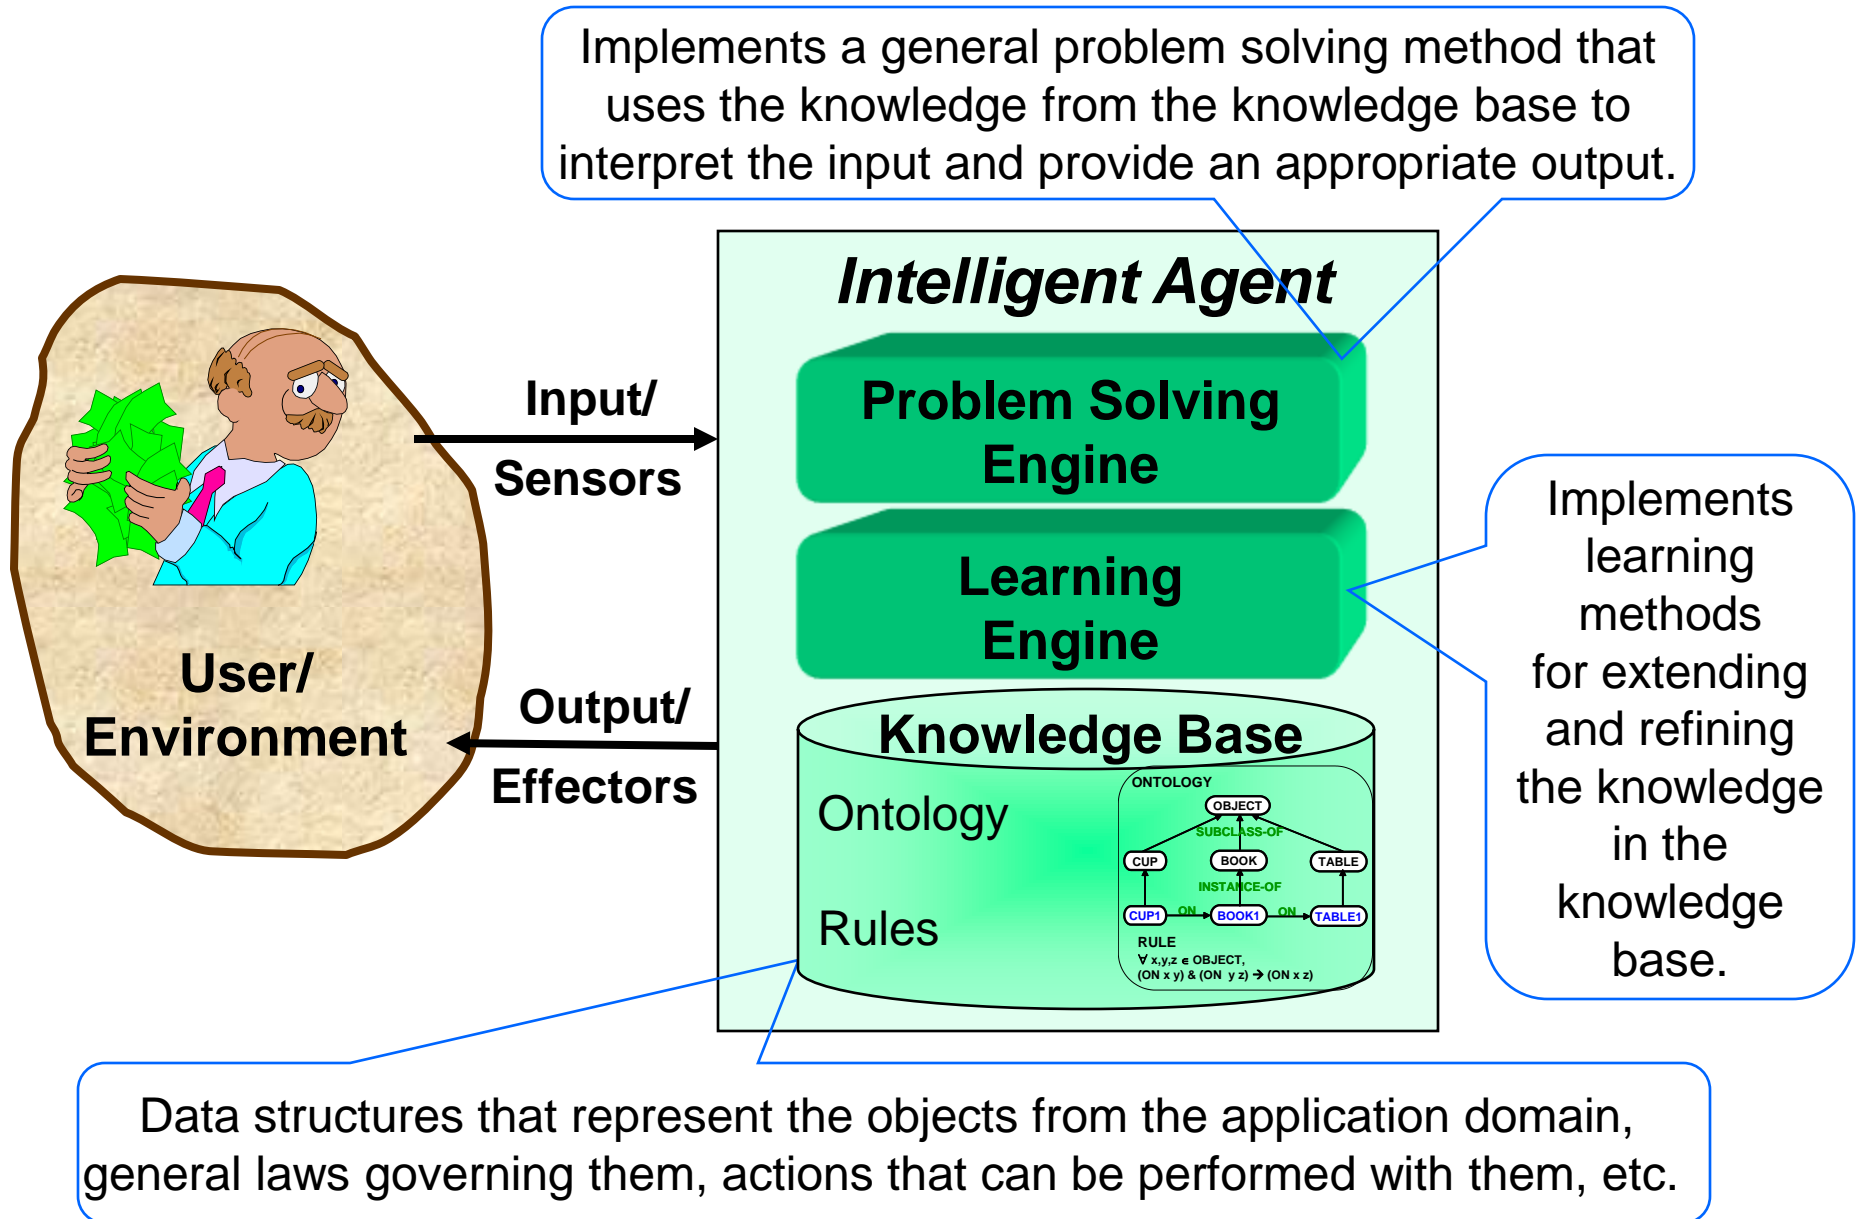 Implements a general problem solving method that
uses the knowledge from the knowledge base to
interpret the input and provide an appropriate output.
Intelligent Agent
Input/
Sensors
Problem Solving
Engine
Learning
Engine
Implements
learning
methods
for extending
and refining
the knowledge
in the
knowledge
base.
User/
Environment
Output/
Effectors
Knowledge Base
Ontology
Rules
ONTOLOGY
OBJECT
SUBCLASS-OF
CUP BOOK TABLE
INSTANCE-OF
CUP1 ON BOOK1 ON TABLE1
RULE
∀ x,y,z ∈ OBJECT,
(ON x y) & (ON y z) → (ON x z)
Data structures that represent the objects from the application domain,
general laws governing them, actions that can be performed with them, etc.